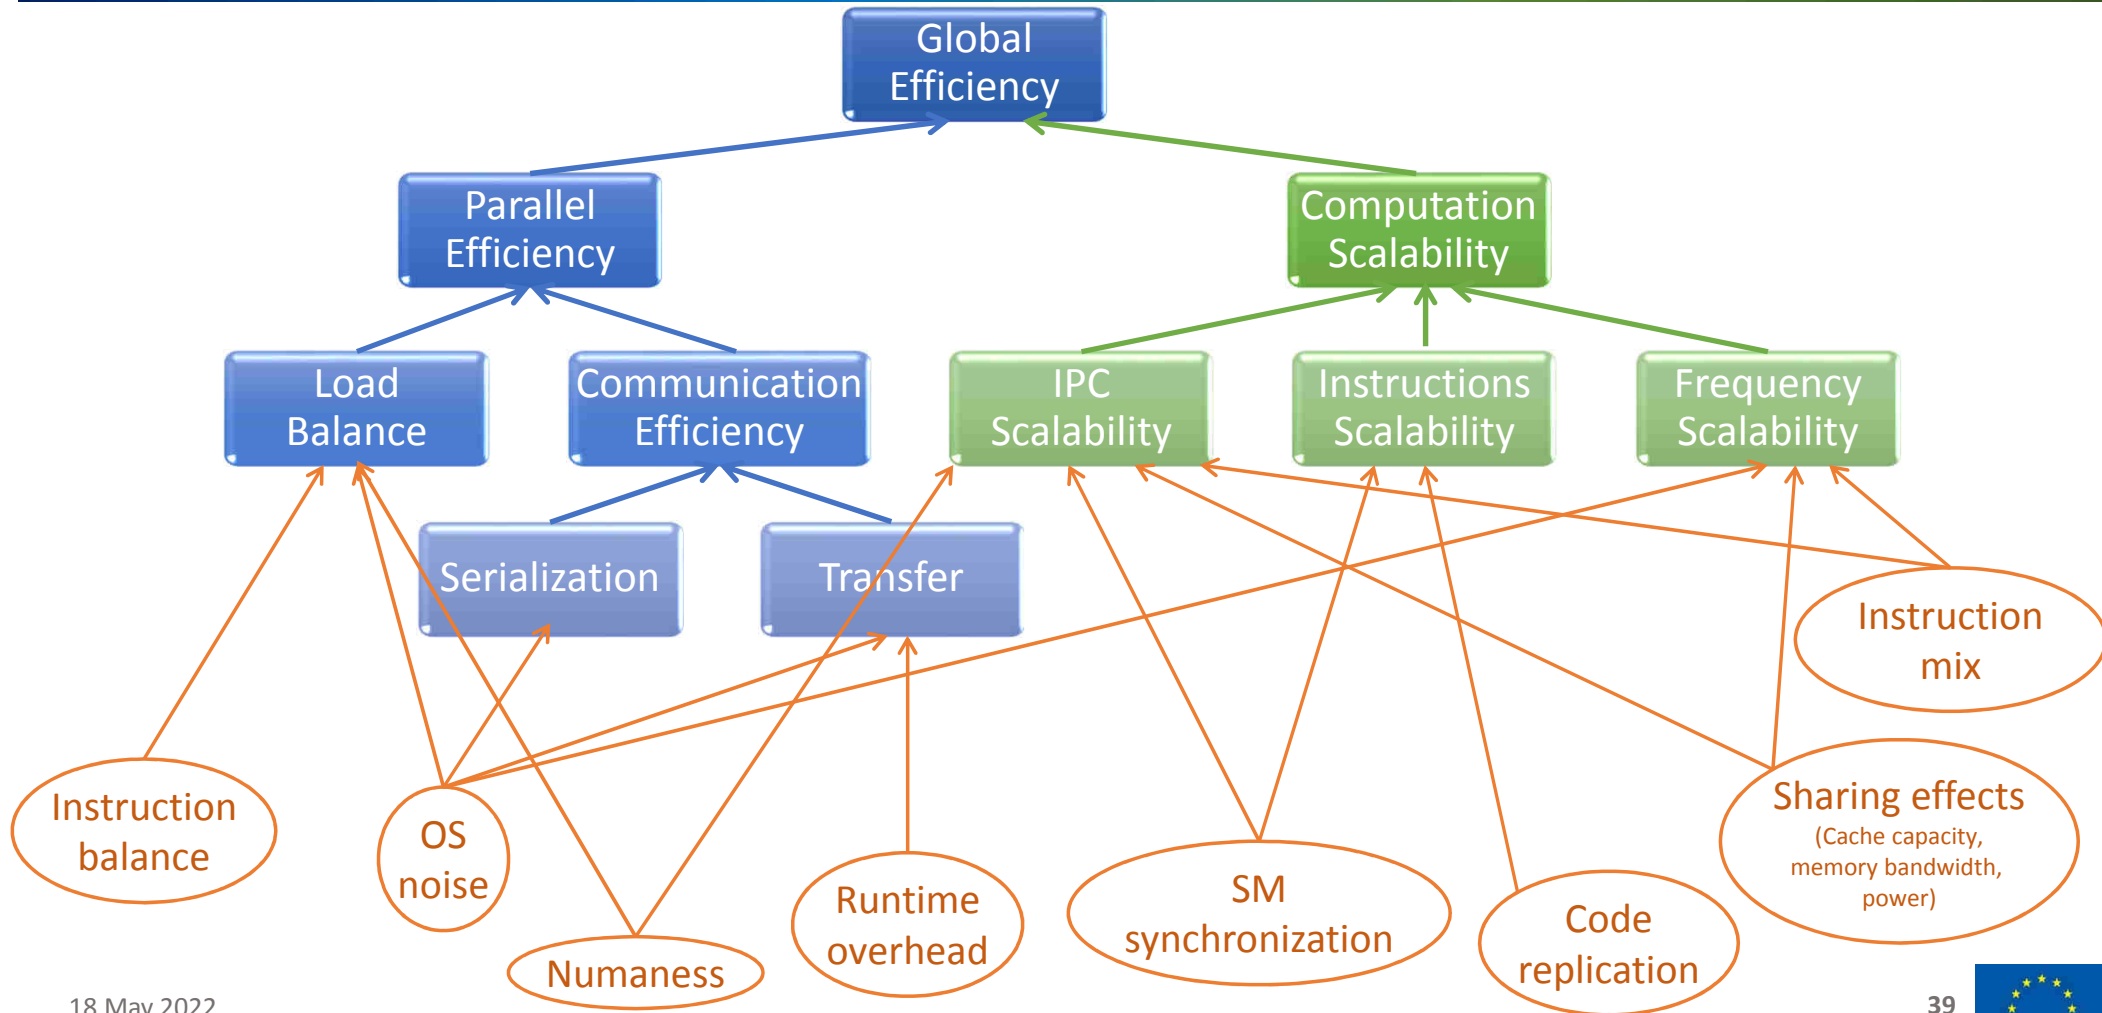 Global
Efficiency
Parallel
Efficiency
Computation
Scalability
Load
Balance
Communication
Efficiency
IPC
Scalability
Instructions
Scalability
Frequency
Scalability
Serialization
Transfer
Instruction
mix
Instruction
balance
OS
noise
Numaness
Runtime
overhead
SM
synchronization
Code
replication
Sharing effects
(Cache capacity,
memory bandwidth,
power)
18 May 2022
39